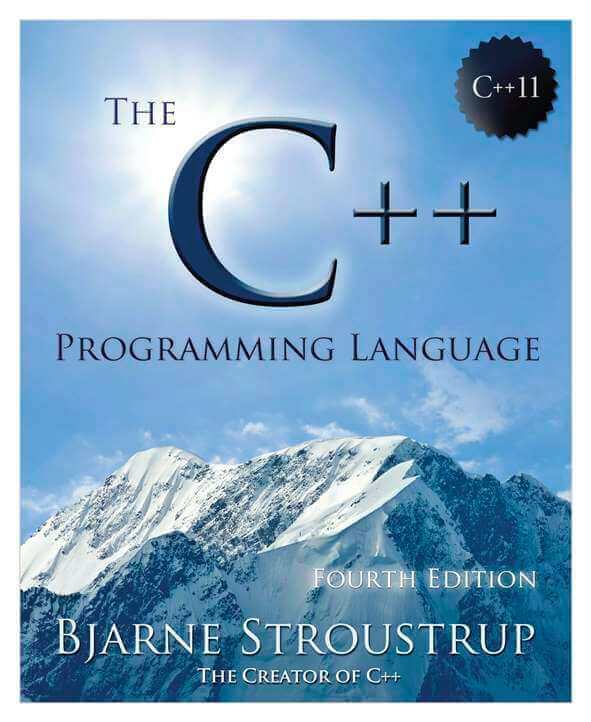 C++11
THE
C++
PROGRAMMING LANGUAGE
FOURTH EDITION
BJARNE STROUSTRUP
THE CREATOR OF C++